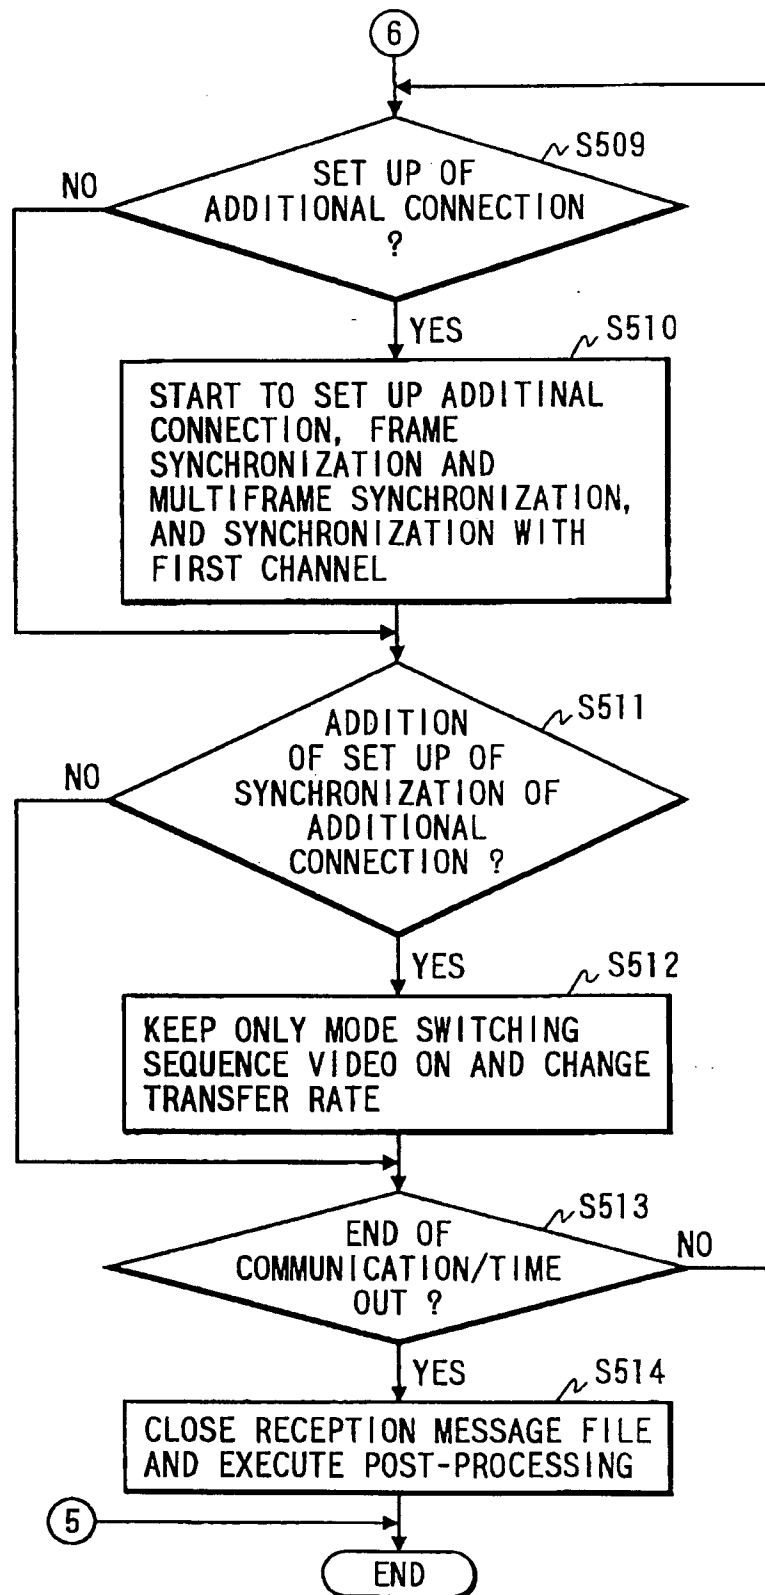 6
S509
SET UP OF
ADDITIONAL CONNECTION
?
NO
YES
S510
START TO SET UP ADDITINAL
CONNECTION, FRAME
SYNCHRONIZATION AND
MULTIFRAME SYNCHRONIZATION,
AND SYNCHRONIZATION WITH
FIRST CHANNEL
S511
ADDITION
OF SET UP OF
SYNCHRONIZATION OF
ADDITIONAL
CONNECTION ?
NO
YES
S512
KEEP ONLY MODE SWITCHING
SEQUENCE VIDEO ON AND CHANGE
TRANSFER RATE
S513
END OF
COMMUNICATION/TIME
OUT ?
NO
YES
S514
CLOSE RECEPTION MESSAGE FILE
AND EXECUTE POST-PROCESSING
5
END